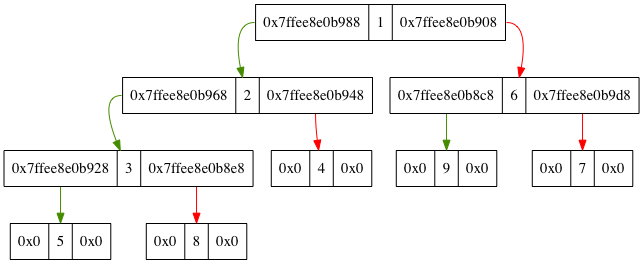 0x7ffee8e0b988 1 0x7ffee8e0b908
0x7ffee8e0b968 2 0x7ffee8e0b948 0x7ffee8e0b8c8 6 0x7ffee8e0b9d8
0x7ffee8e0b928 3 0x7ffee8e0b8e8 0x0 4 0x0 0x0 9 0x0 0x0 7 0x0
0x0 5 0x0 0x0 8 0x0